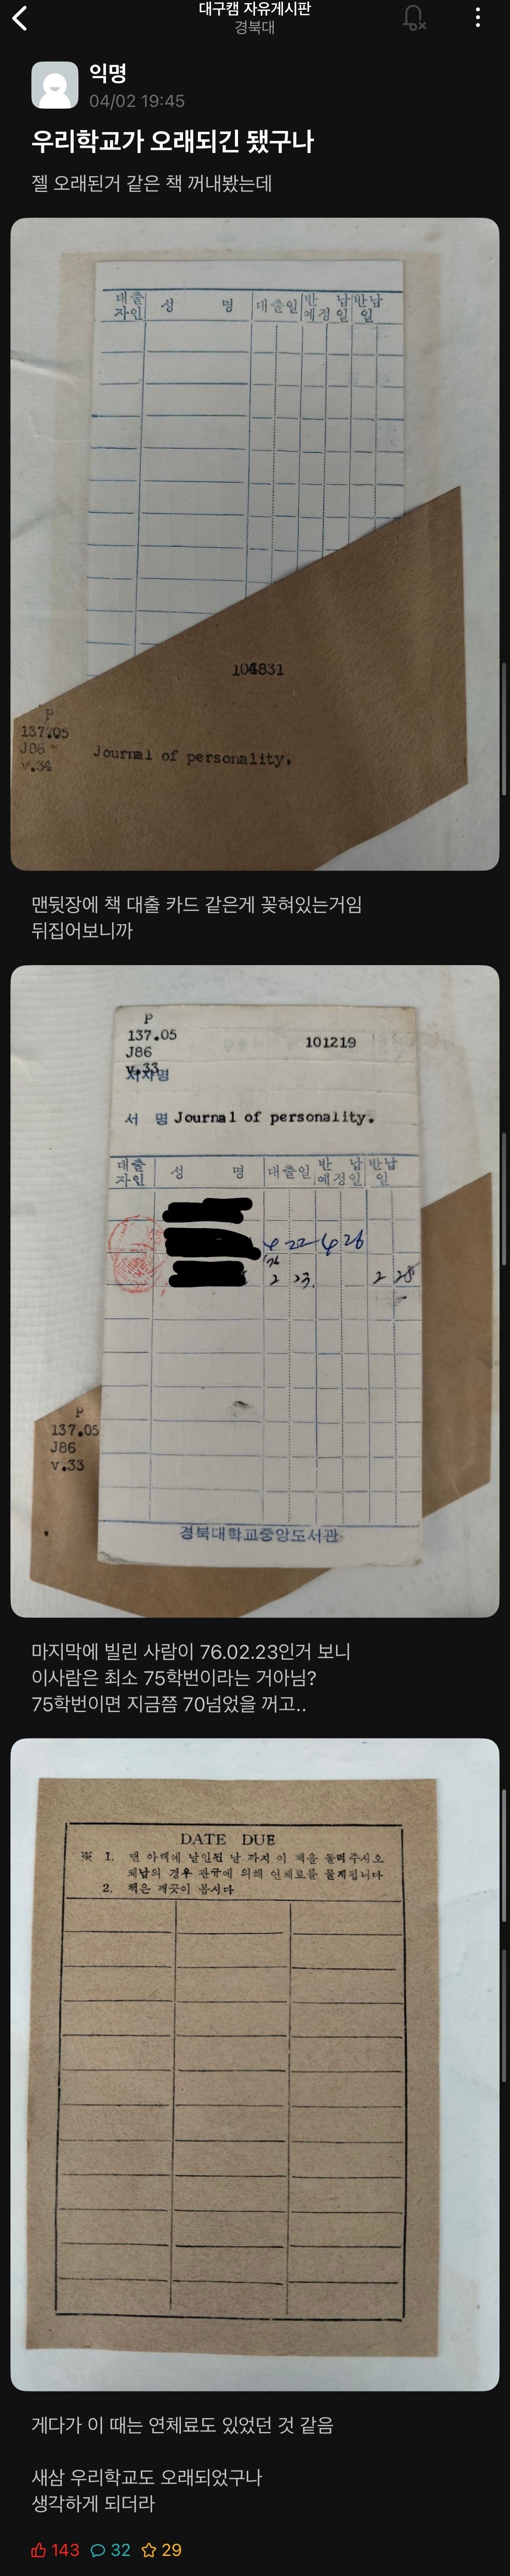 대구캠 자유게시판
경북대
익명
04/02 19:45
우리학교가 오래되긴 됐구나
젤 오래된거 같은 책 꺼내봤는데
대출자인 성 명 대출일 반납예정일 반납일
104831
P
137.05
J86
v.34
Journal of personality.
맨뒷장에 책 대출 카드 같은게 꽂혀있는거임
뒤집어보니까
P
137.05
J86
v.33
101219
저자명
서 명 Journal of personality.
대출자인 성 명 대출일 반납예정일 반납일
4 22 4 26
'76
2 23. 2 28
P
137.05
J86
v.33
경북대학교중앙도서관
마지막에 빌린 사람이 76.02.23인거 보니
이사람은 최소 75학번이라는 거아님?
75학번이면 지금쯤 70넘었을 꺼고..
DATE DUE
※ 1. 맨 아래에 날인된 날 까지 이 책을 돌려주시오
체납의 경우 관규에 의해 연체료를 물게됩니다
2. 책은 깨끗이 봅시다
게다가 이 때는 연체료도 있었던 것 같음
새삼 우리학교도 오래되었구나
생각하게 되더라
143 32 29